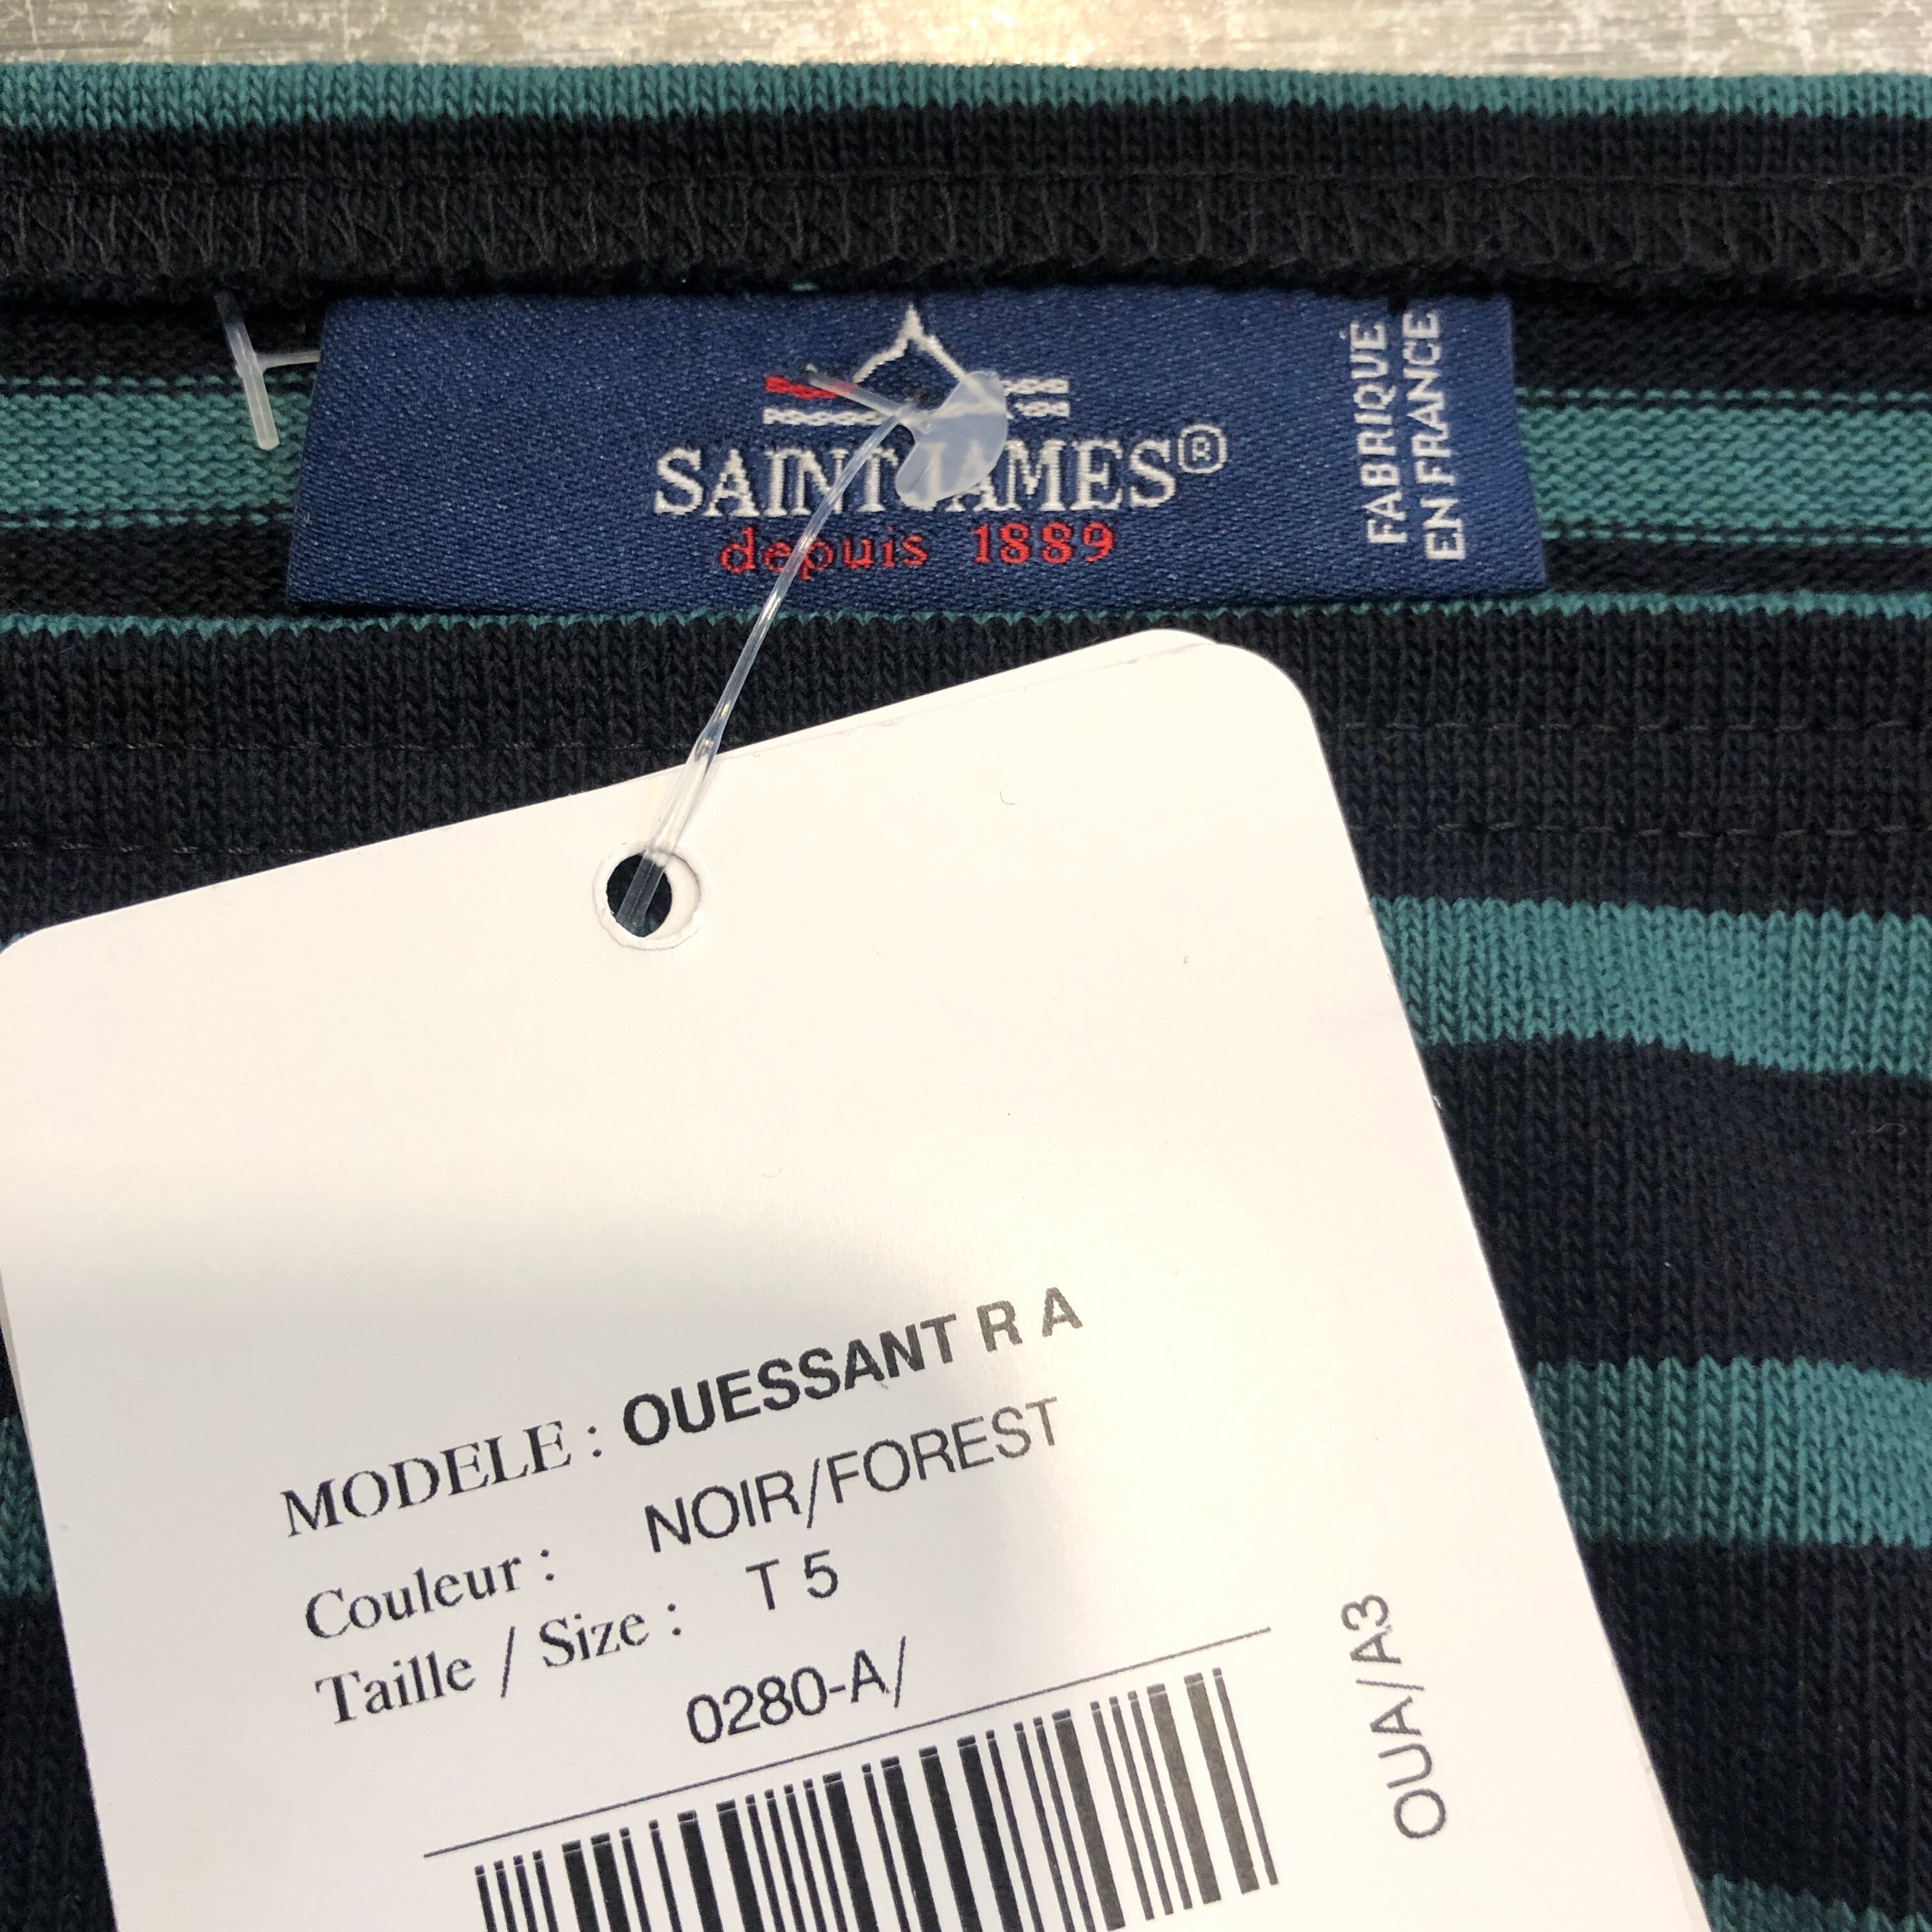 SAINT JAMES®
depuis 1889
FABRIQUÉ
EN FRANCE
MODELE : OUESSANT R A
Couleur : NOIR/FOREST
Taille / Size : T 5
0280-A/
OUA/A3